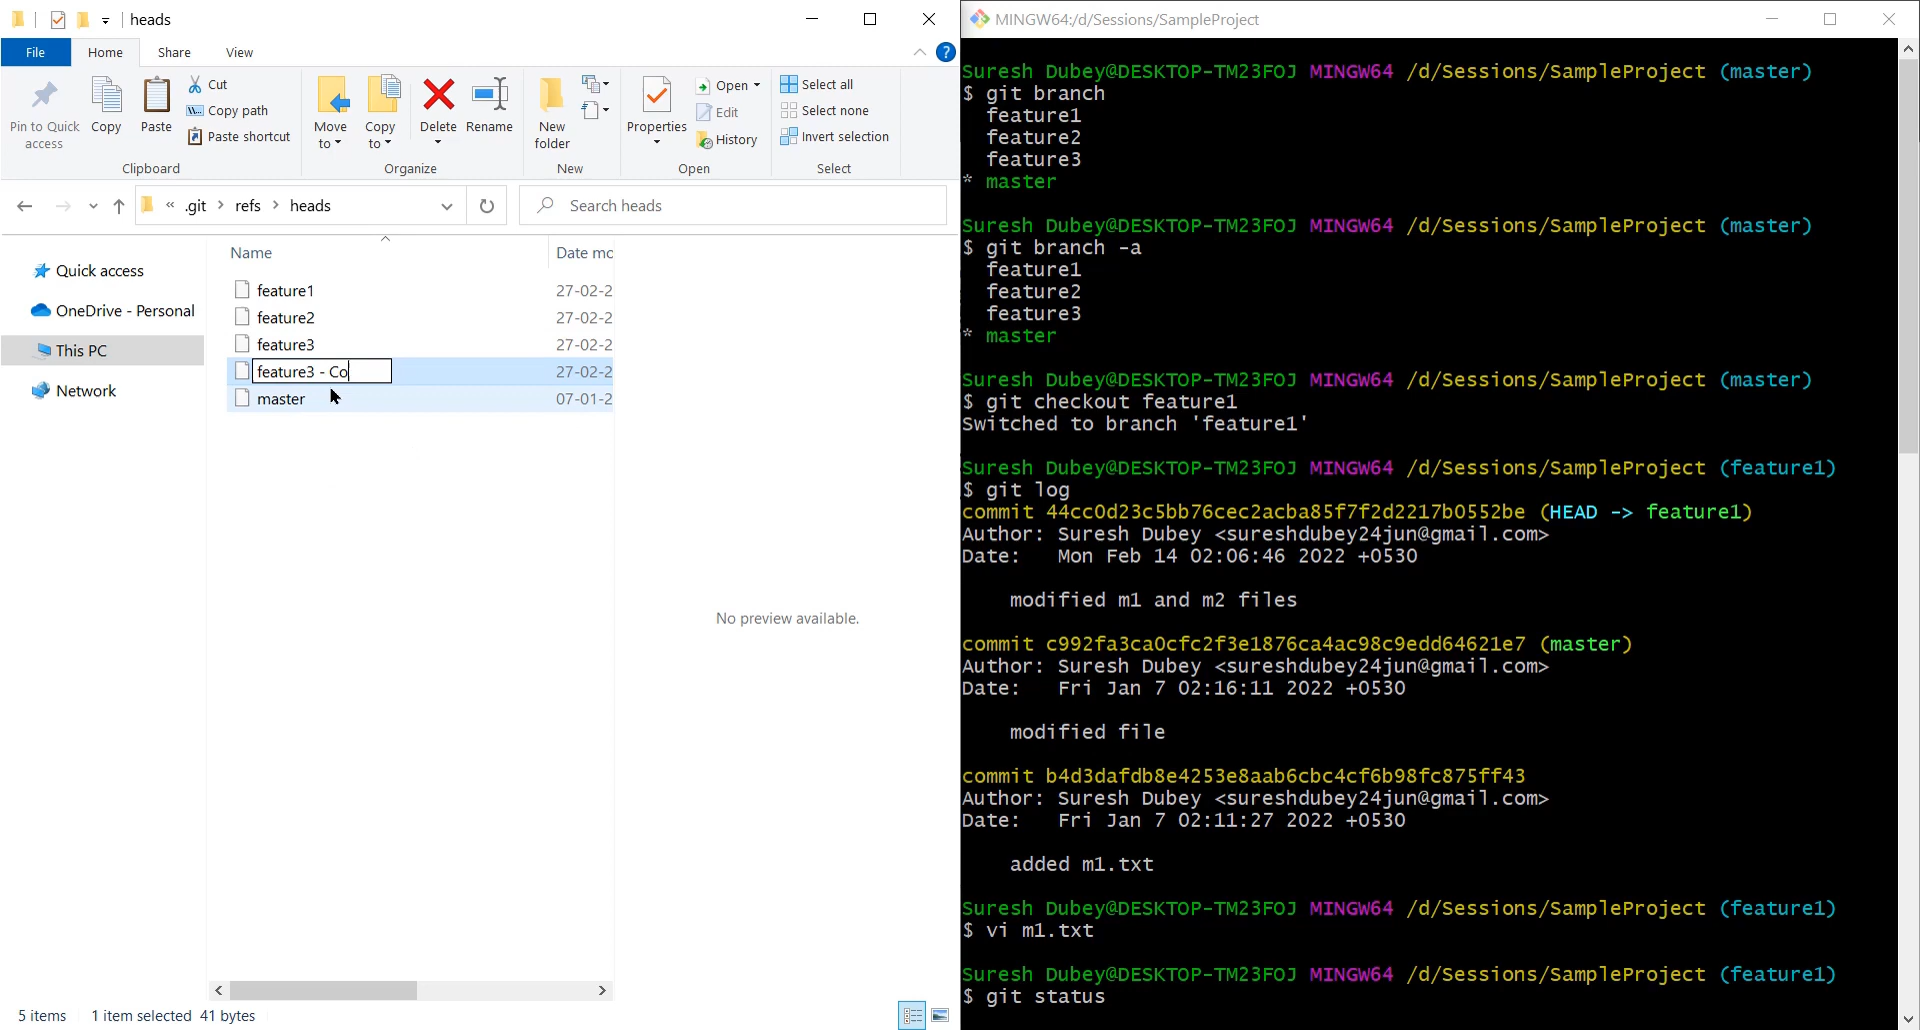 heads
File Home Share View
Pin to Quick access
Copy
Paste
Cut
Copy path
Paste shortcut
Clipboard
Move to
Copy to
Delete
Rename
Organize
New folder
New
Properties
Open
Edit
History
Open
Select all
Select none
Invert selection
Select
« .git > refs > heads
Search heads
Quick access
OneDrive - Personal
This PC
Network
Name Date mo
feature1 27-02-2
feature2 27-02-2
feature3 27-02-2
feature3 - Co 27-02-2
master 07-01-2
No preview available.
5 items 1 item selected 41 bytes
MINGW64:/d/Sessions/SampleProject
Suresh Dubey@DESKTOP-TM23FOJ MINGW64 /d/Sessions/SampleProject (master)
$ git branch
feature1
feature2
feature3
* master
Suresh Dubey@DESKTOP-TM23FOJ MINGW64 /d/Sessions/SampleProject (master)
$ git branch -a
feature1
feature2
feature3
* master
Suresh Dubey@DESKTOP-TM23FOJ MINGW64 /d/Sessions/SampleProject (master)
$ git checkout feature1
Switched to branch 'feature1'
Suresh Dubey@DESKTOP-TM23FOJ MINGW64 /d/Sessions/SampleProject (feature1)
$ git log
commit 44cc0d23c5bb76cec2acba85f7f2d2217b0552be (HEAD -> feature1)
Author: Suresh Dubey <sureshdubey24jun@gmail.com>
Date: Mon Feb 14 02:06:46 2022 +0530
modified m1 and m2 files
commit c992fa3ca0cfc2f3e1876ca4ac98c9edd64621e7 (master)
Author: Suresh Dubey <sureshdubey24jun@gmail.com>
Date: Fri Jan 7 02:16:11 2022 +0530
modified file
commit b4d3dafdb8e4253e8aab6cbc4cf6b98fc875ff43
Author: Suresh Dubey <sureshdubey24jun@gmail.com>
Date: Fri Jan 7 02:11:27 2022 +0530
added m1.txt
Suresh Dubey@DESKTOP-TM23FOJ MINGW64 /d/Sessions/SampleProject (feature1)
$ vi m1.txt
Suresh Dubey@DESKTOP-TM23FOJ MINGW64 /d/Sessions/SampleProject (feature1)
$ git status